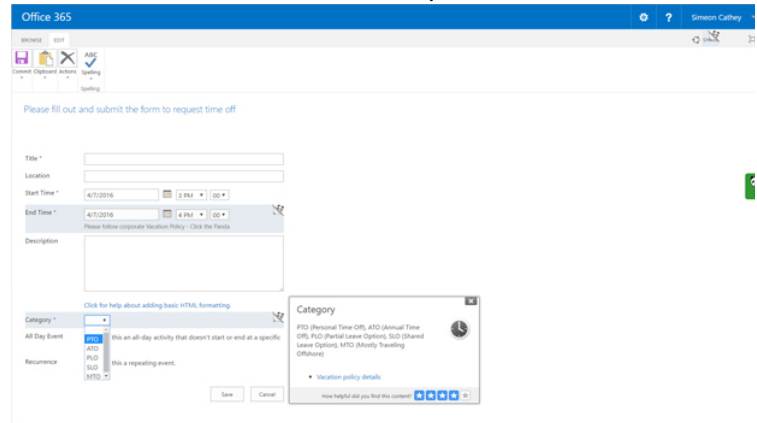 Office 365
? Simeon Cathey
BROWSE EDIT
Commit Clipboard Actions
ABC
Spelling
Spelling
Please fill out and submit the form to request time off
Title *
Location
Start Time * 4/7/2016 3 PM 00
End Time * 4/7/2016 4 PM 00
Please follow corporate Vacation Policy - Click the Panda
Description
Click for help about adding basic HTML formatting.
Category *
PTO
ATO
PLO
SLO
MTO
All Day Event this an all-day activity that doesn't start or end at a specific
Recurrence this a repeating event.
Save Cancel
Category
PTO (Personal Time Off), ATO (Annual Time
Off), PLO (Partial Leave Option), SLO (Shared
Leave Option), MTO (Mostly Traveling
Offshore)
• Vacation policy details
How helpful did you find this content?